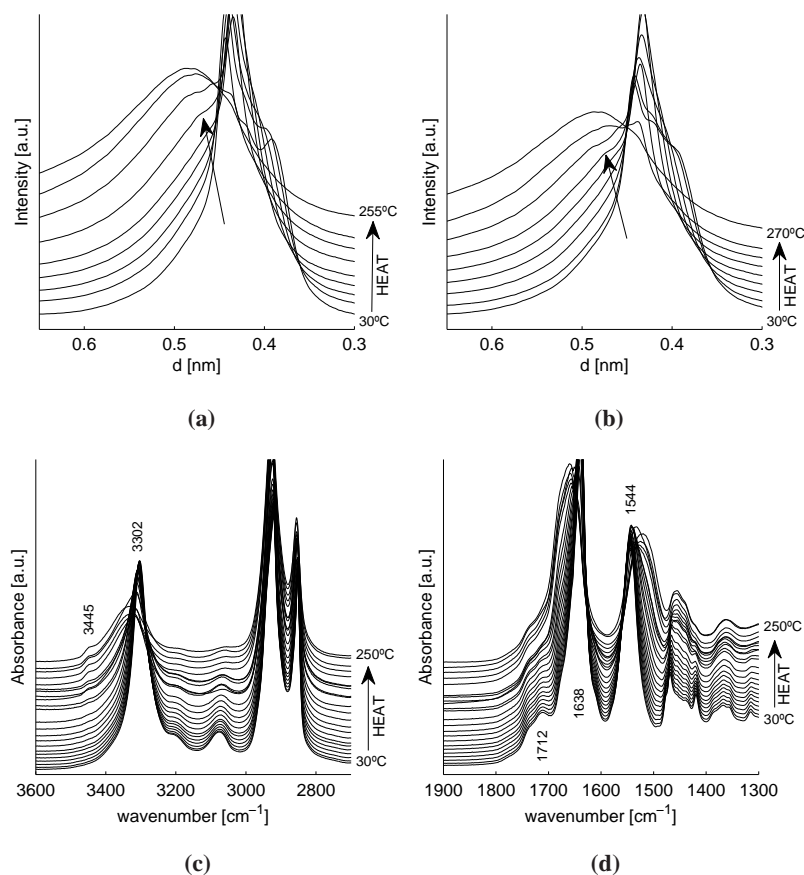 Intensity [a.u.]
255ºC
HEAT
30ºC
0.6 0.5 0.4 0.3
d [nm]
(a)
Intensity [a.u.]
270ºC
HEAT
30ºC
0.6 0.5 0.4 0.3
d [nm]
(b)
Absorbance [a.u.]
3445
3302
250ºC
HEAT
30ºC
3600 3400 3200 3000 2800
wavenumber [cm⁻¹]
(c)
Absorbance [a.u.]
1712
1638
1544
250ºC
HEAT
30ºC
1900 1800 1700 1600 1500 1400 1300
wavenumber [cm⁻¹]
(d)